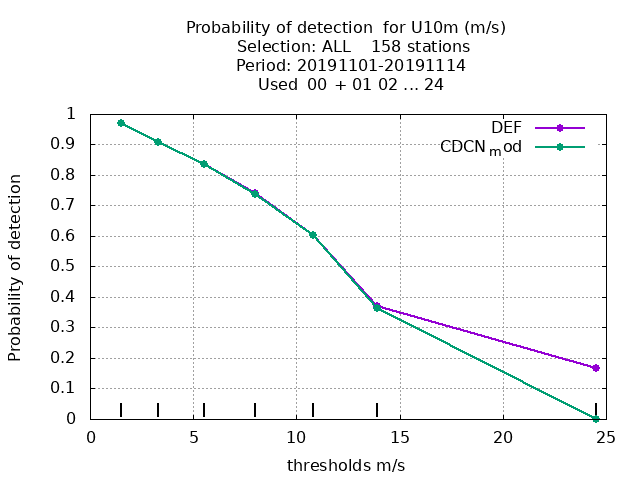 Probability of detection  for U10m (m/s)
Selection: ALL    158 stations
Period: 20191101-20191114
Used  00  + 01 02 ... 24
DEF
CDCN_mod
Probability of detection
1
0.9
0.8
0.7
0.6
0.5
0.4
0.3
0.2
0.1
0
0 5 10 15 20 25
thresholds m/s